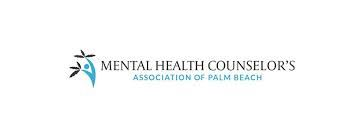 MENTAL HEALTH COUNSELOR'S
ASSOCIATION OF PALM BEACH